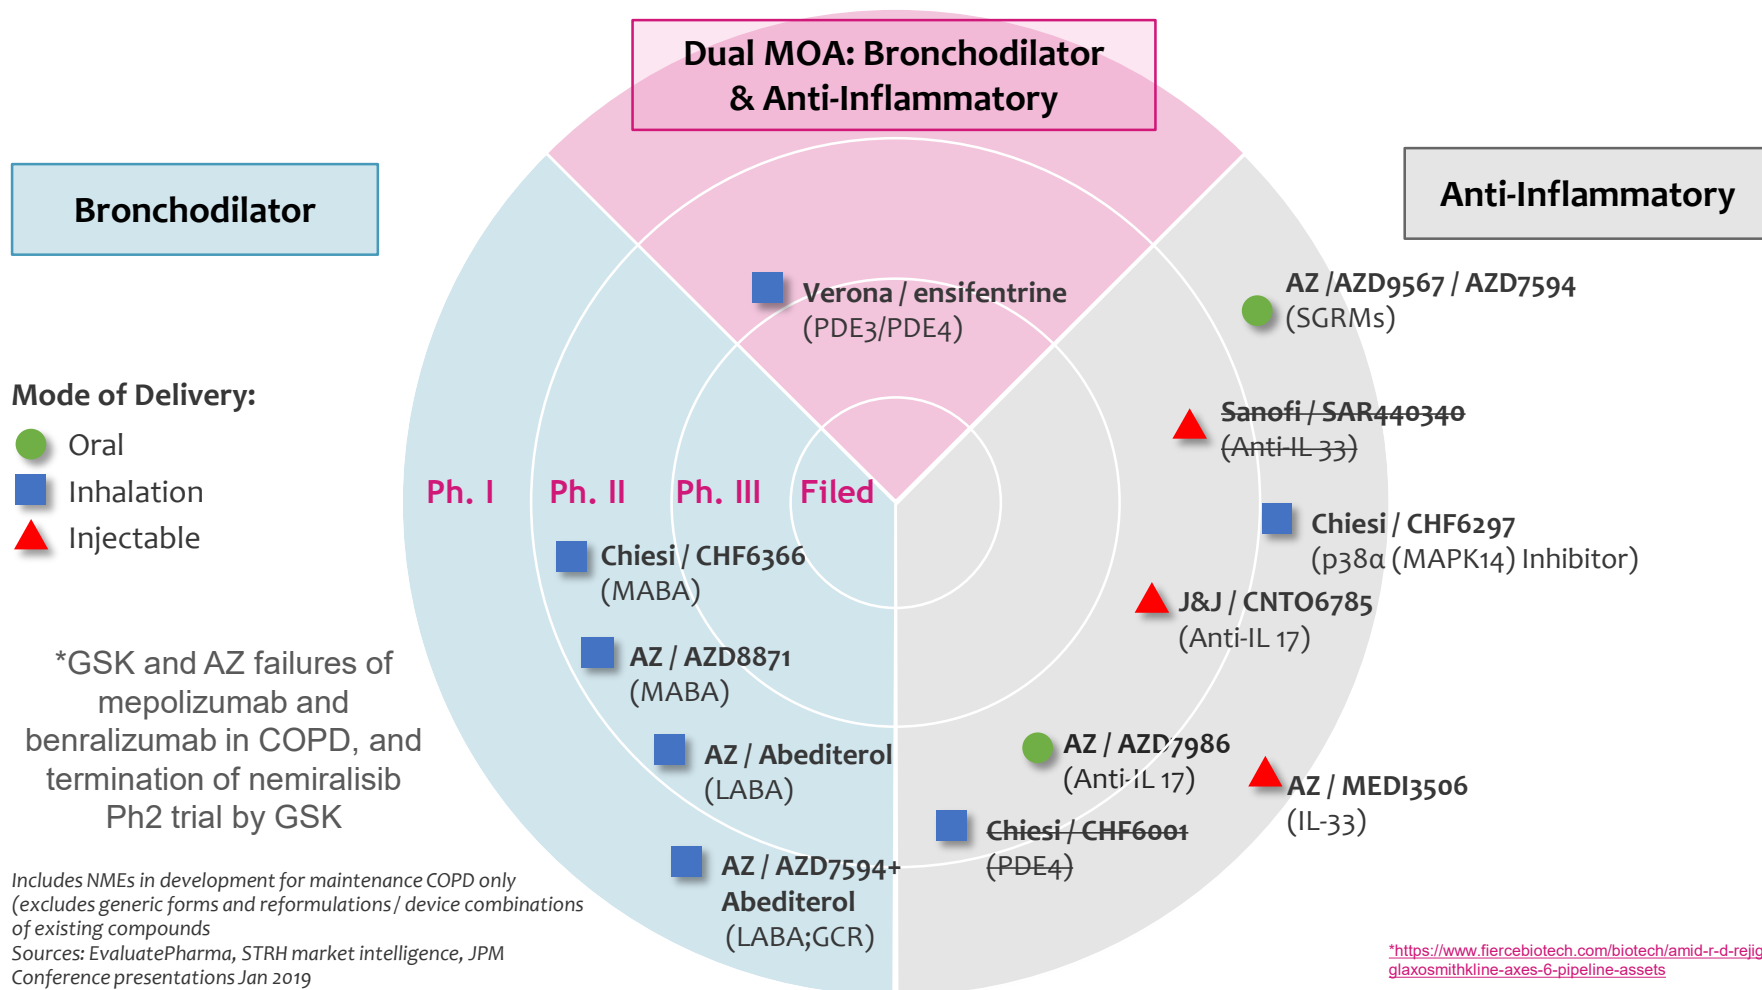 Dual MOA: Bronchodilator
& Anti-Inflammatory
Bronchodilator
Anti-Inflammatory
Verona / ensifentrine
(PDE3/PDE4)
AZ /AZD9567 / AZD7594
(SGRMs)
Mode of Delivery:
Oral
Inhalation
Injectable
Sanofi / SAR440340
(Anti-IL 33)
Ph. I
Ph. II
Ph. III
Filed
Chiesi / CHF6297
(p38α (MAPK14) Inhibitor)
Chiesi / CHF6366
(MABA)
J&J / CNTO6785
(Anti-IL 17)
AZ / AZD8871
(MABA)
*GSK and AZ failures of
mepolizumab and
benralizumab in COPD, and
termination of nemiralisib
Ph2 trial by GSK
AZ / Abediterol
(LABA)
AZ / AZD7986
(Anti-IL 17)
AZ / MEDI3506
(IL-33)
Chiesi / CHF6001
(PDE4)
AZ / AZD7594+
Abediterol
(LABA;GCR)
Includes NMEs in development for maintenance COPD only
(excludes generic forms and reformulations / device combinations
of existing compounds
Sources: EvaluatePharma, STRH market intelligence, JPM
Conference presentations Jan 2019
*https://www.fiercebiotech.com/biotech/amid-r-d-rejig
glaxosmithkline-axes-6-pipeline-assets